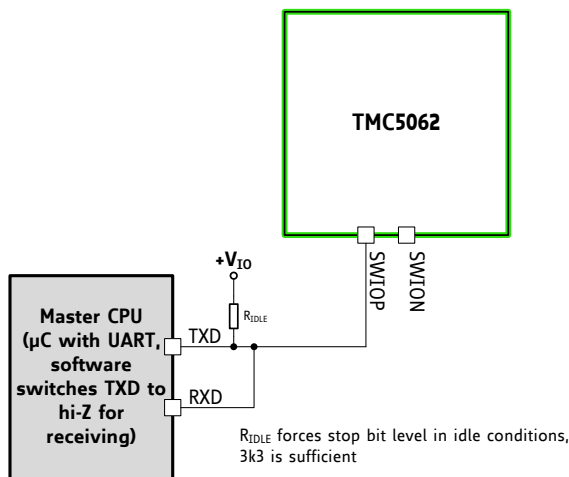 TMC5062
SWIOP
SWION
+VIO
RIDLE
Master CPU
(µC with UART,
software
switches TXD to
hi-Z for
receiving)
TXD
RXD
RIDLE forces stop bit level in idle conditions,
3k3 is sufficient